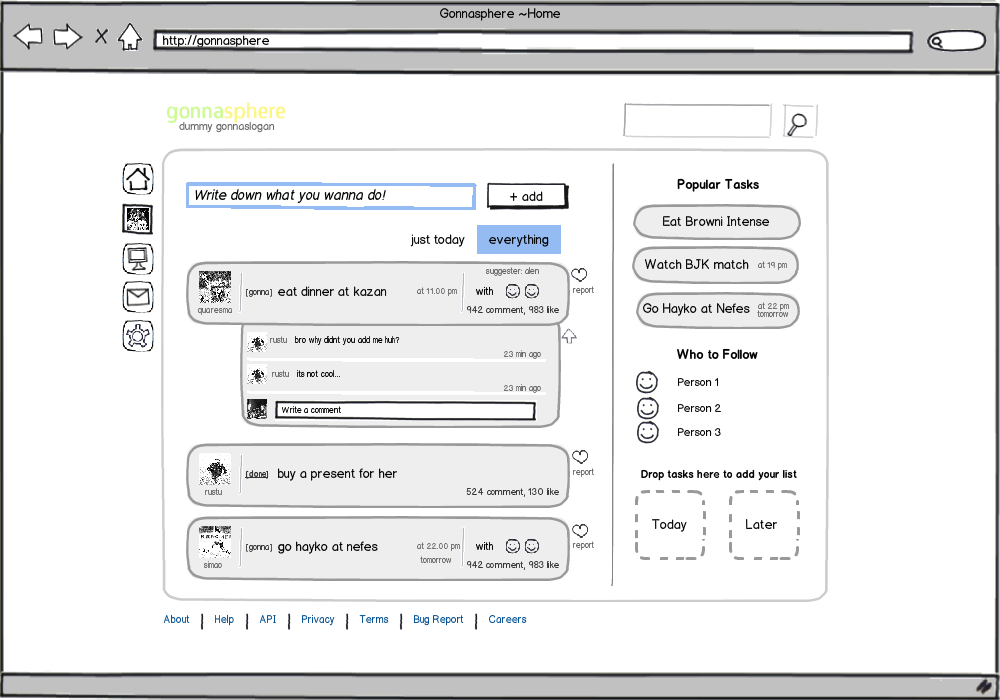 Gonnasphere ~Home
http://gonnasphere
gonnasphere
dummy gonnaslogan
Write down what you wanna do!
+ add
just today
everything
suggester: alen
quaresma
[gonna] eat dinner at kazan
at 11.00 pm
with
942 comment, 983 like
report
rustu bro why didnt you add me huh?
23 min ago
rustu its not cool...
23 min ago
Write a comment
rustu
[done] buy a present for her
524 comment, 130 like
report
simao
[gonna] go hayko at nefes
at 22.00 pm
tomorrow
with
942 comment, 983 like
report
Popular Tasks
Eat Browni Intense
Watch BJK match at 19 pm
Go Hayko at Nefes at 22 pm
tomorrow
Who to Follow
Person 1
Person 2
Person 3
Drop tasks here to add your list
Today
Later
About | Help | API | Privacy | Terms | Bug Report | Careers